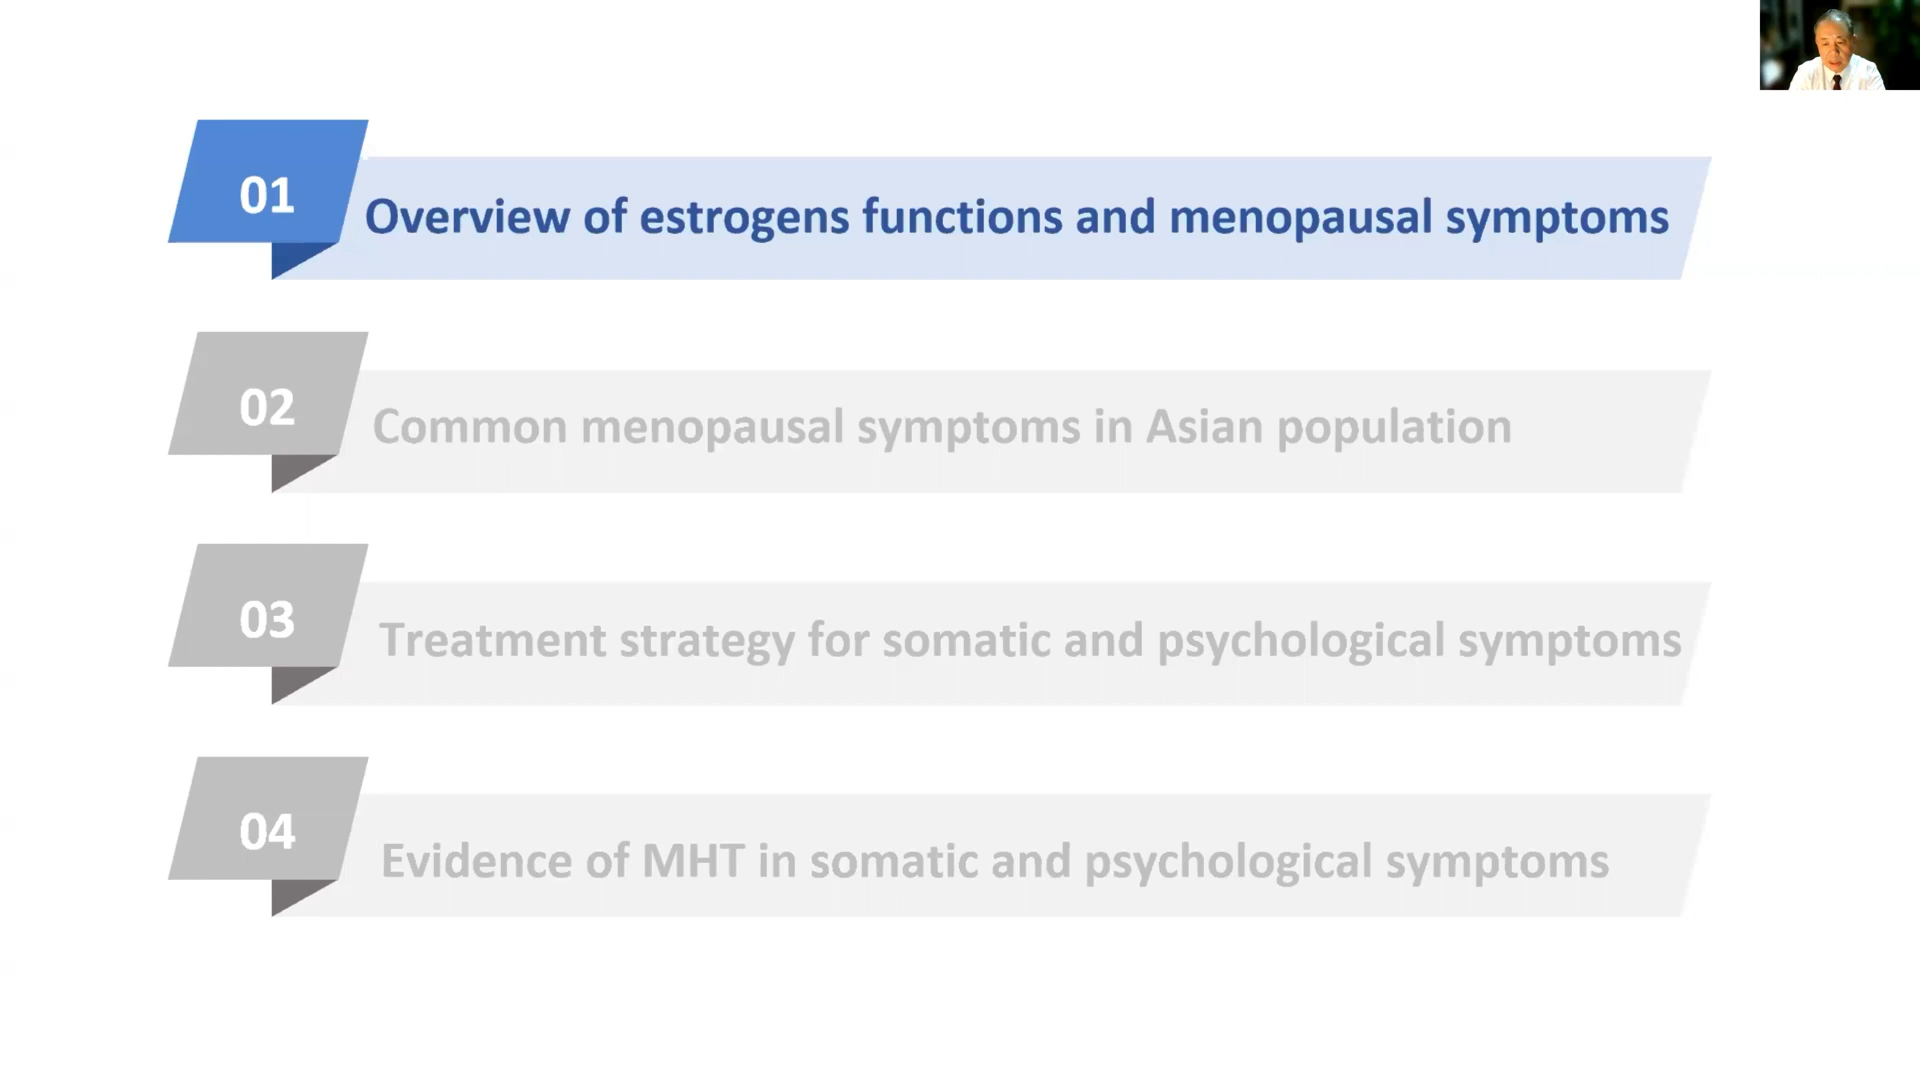 01
Overview of estrogens functions and menopausal symptoms
02
Common menopausal symptoms in Asian population
03
Treatment strategy for somatic and psychological symptoms
04
Evidence of MHT in somatic and psychological symptoms